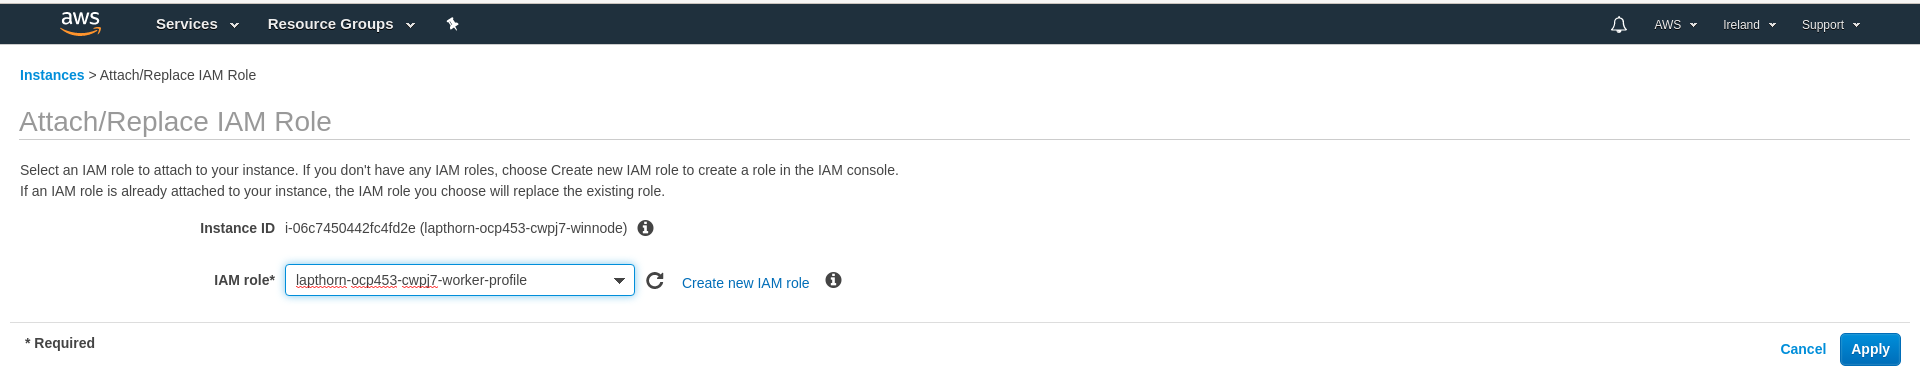 aws Services Resource Groups AWS Ireland Support
Instances > Attach/Replace IAM Role
Attach/Replace IAM Role
Select an IAM role to attach to your instance. If you don't have any IAM roles, choose Create new IAM role to create a role in the IAM console.
If an IAM role is already attached to your instance, the IAM role you choose will replace the existing role.
Instance ID i-06c7450442fc4fd2e (lapthorn-ocp453-cwpj7-winnode)
IAM role* lapthorn-ocp453-cwpj7-worker-profile Create new IAM role
* Required
Cancel Apply